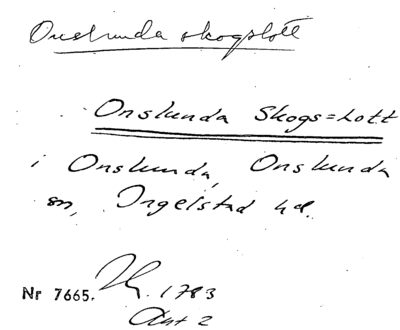 Onslunda skogslott
Onslunda Skogs=Lott
i Onslunda, Onslunda
sn, Ingelstad hd.
Nr 7665. 1783
Akt 2